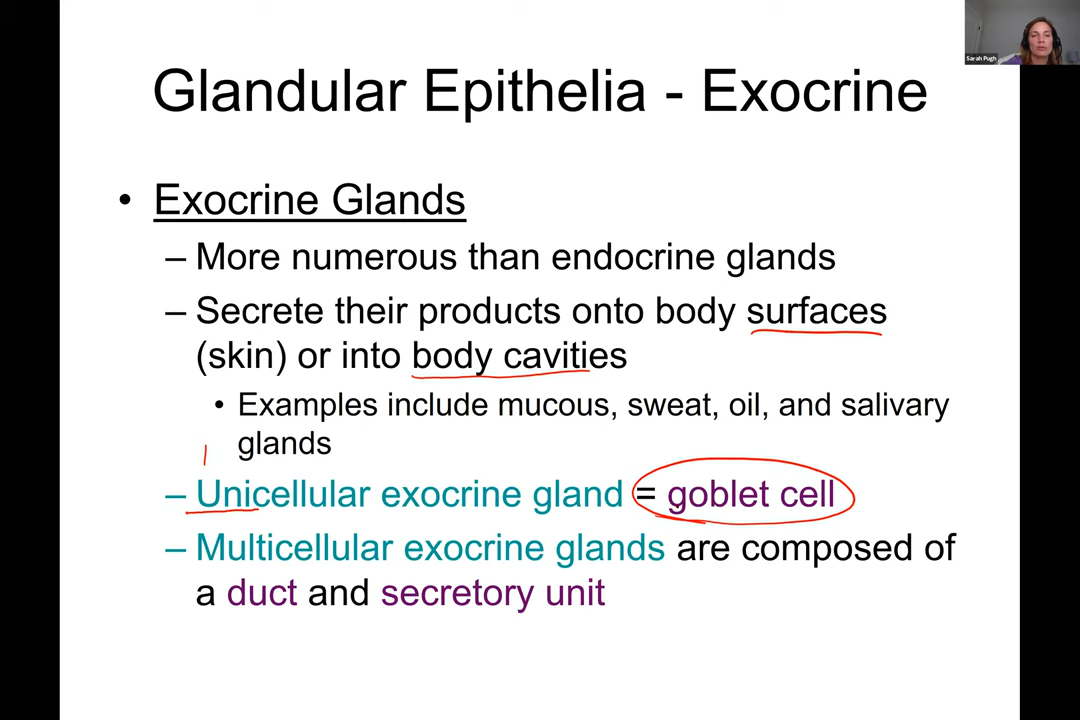 Sarah Pugh
Glandular Epithelia - Exocrine
• Exocrine Glands
– More numerous than endocrine glands
– Secrete their products onto body surfaces
(skin) or into body cavities
• Examples include mucous, sweat, oil, and salivary
glands
– Unicellular exocrine gland = goblet cell
– Multicellular exocrine glands are composed of
a duct and secretory unit